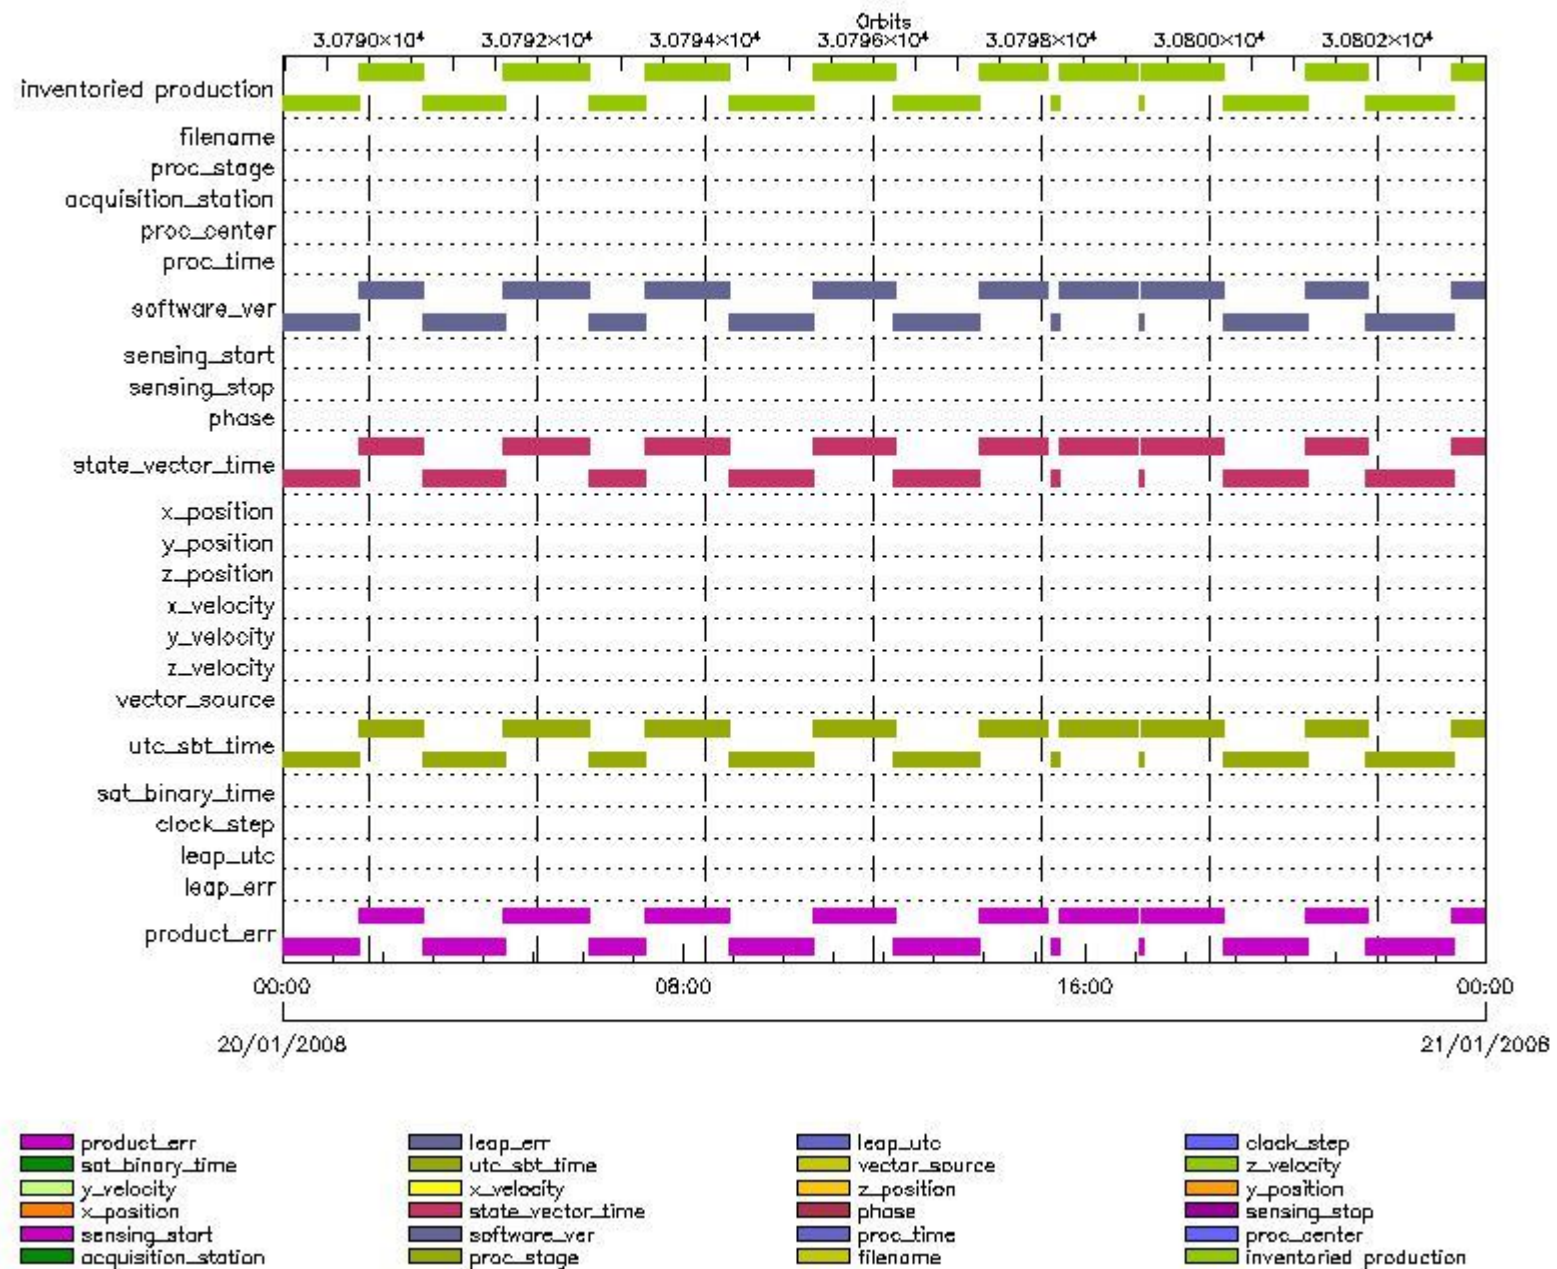 Orbits
3.0790×10⁴ 3.0792×10⁴ 3.0794×10⁴ 3.0796×10⁴ 3.0798×10⁴ 3.0800×10⁴ 3.0802×10⁴
inventoried production
filename
proc_stage
acquisition_station
proc_center
proc_time
software_ver
sensing_start
sensing_stop
phase
state_vector_time
x_position
y_position
z_position
x_velocity
y_velocity
z_velocity
vector_source
utc_sbt_time
sat_binary_time
clock_step
leap_utc
leap_err
product_err
00:00 08:00 16:00 00:00
20/01/2008 21/01/2008
product_err leap_err leap_utc clock_step
sat_binary_time utc_sbt_time vector_source z_velocity
y_velocity x_velocity z_position y_position
x_position state_vector_time phase sensing_stop
sensing_start software_ver proc_time proc_center
acquisition_station proc_stage filename inventoried production